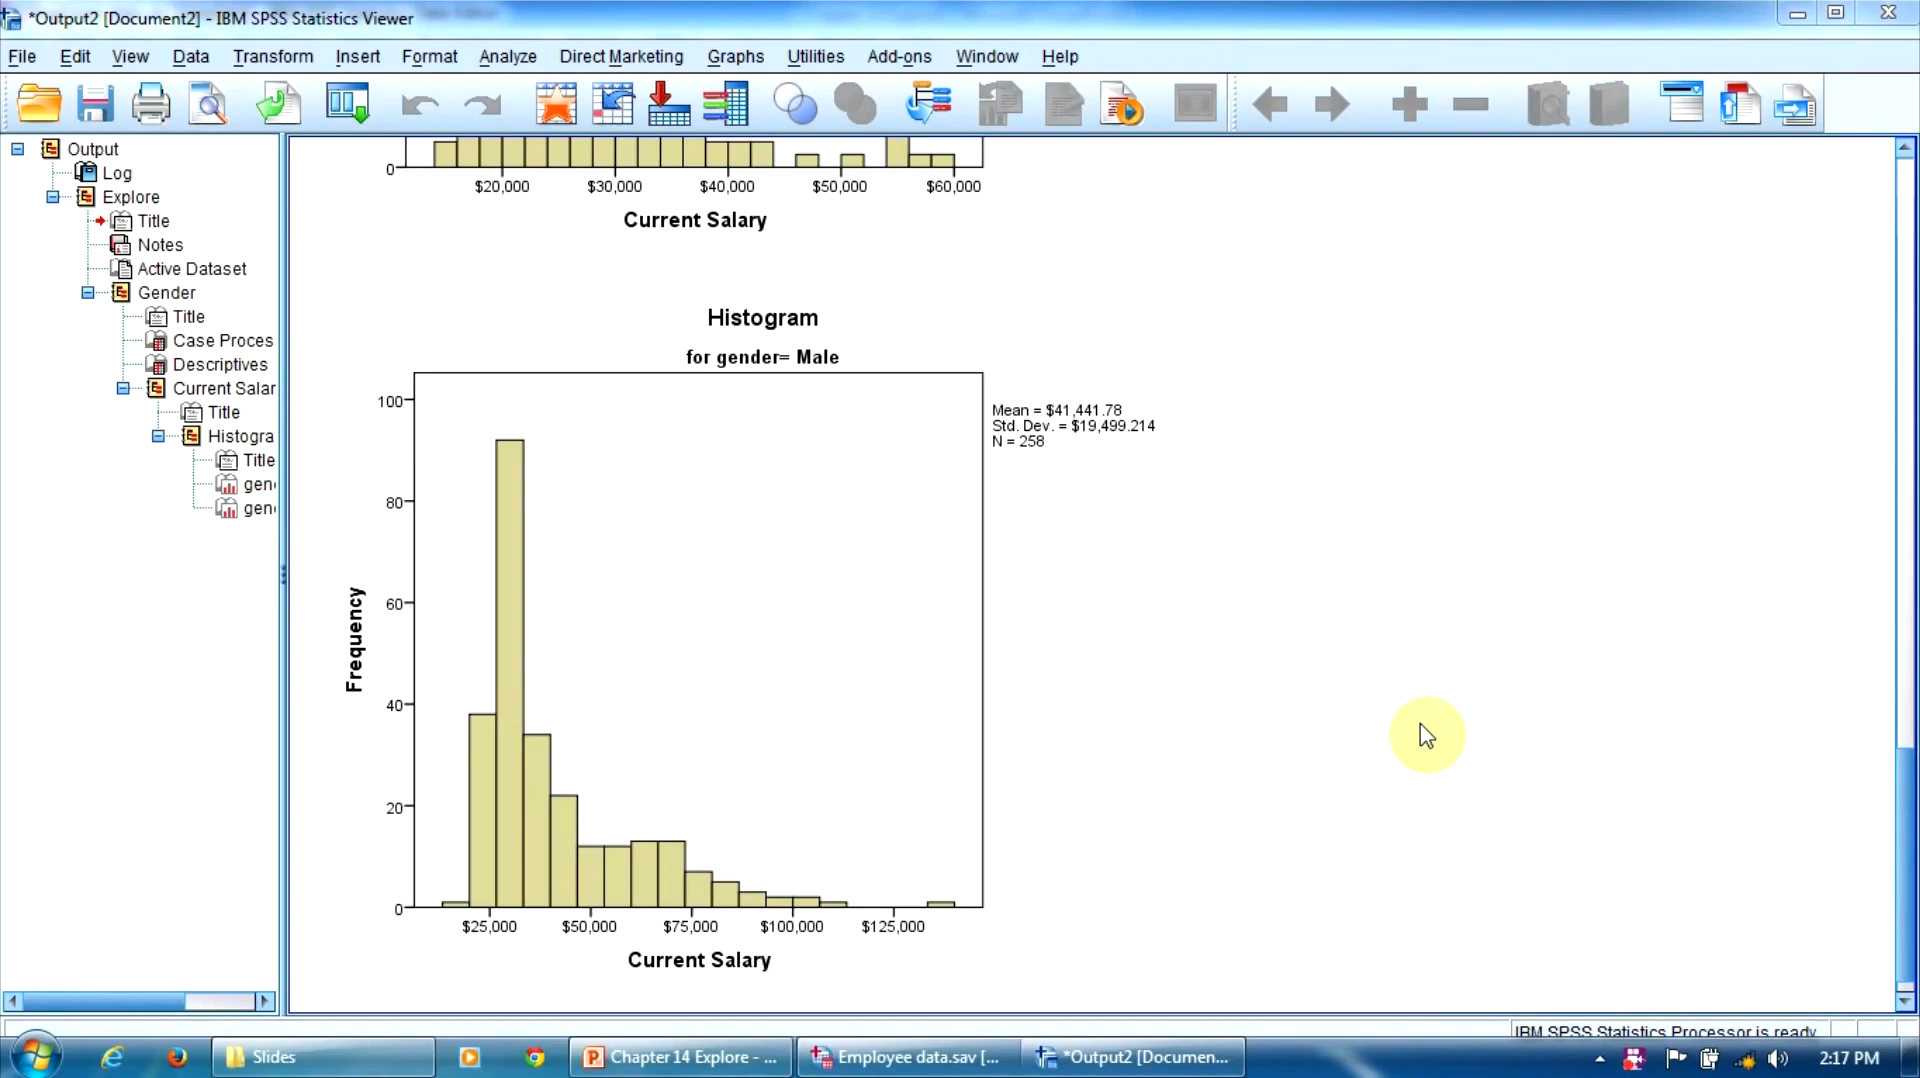 *Output2 [Document2] - IBM SPSS Statistics Viewer
File Edit View Data Transform Insert Format Analyze Direct Marketing Graphs Utilities Add-ons Window Help
Output
Log
Explore
Title
Notes
Active Dataset
Gender
Title
Case Proces
Descriptives
Current Salar
Title
Histogra
Title
gen
gen
0
$20,000 $30,000 $40,000 $50,000 $60,000
Current Salary
Histogram
for gender= Male
Mean = $41,441.78
Std. Dev. = $19,499.214
N = 258
100
80
60
40
20
0
Frequency
$25,000 $50,000 $75,000 $100,000 $125,000
Current Salary
IBM SPSS Statistics Processor is ready
Slides
Chapter 14 Explore - ...
Employee data.sav [...
*Output2 [Documen...
2:17 PM